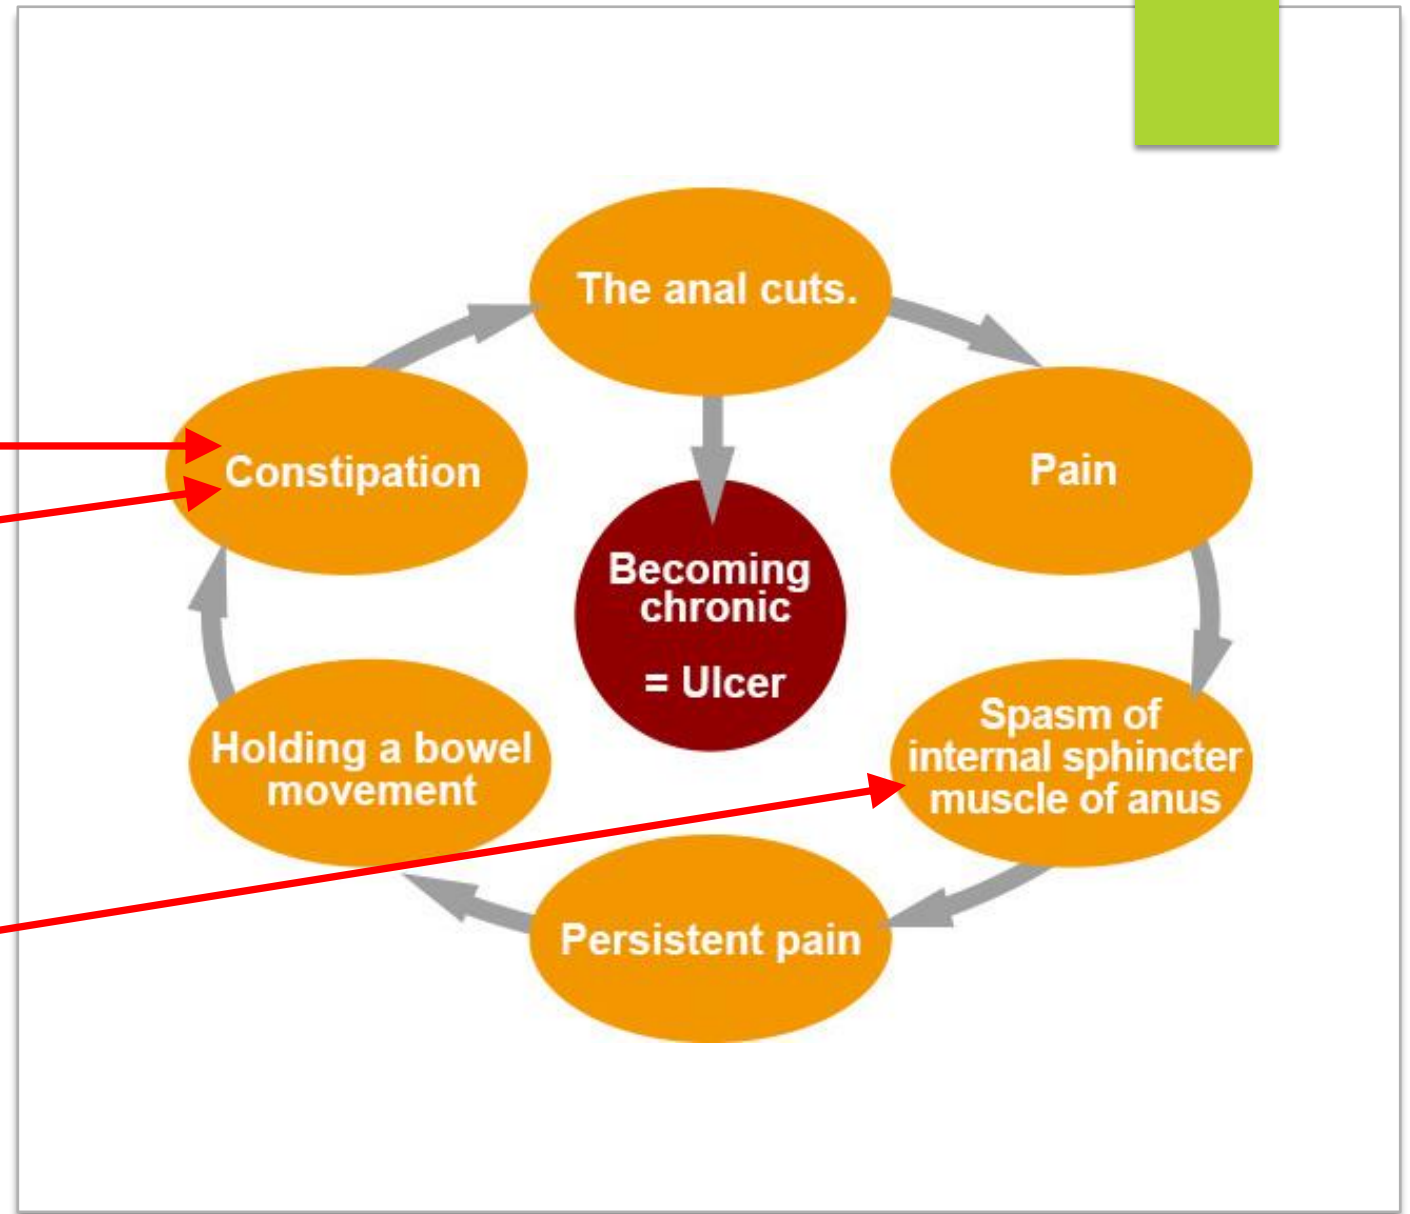 The anal cuts.
Pain
Spasm of
internal sphincter
muscle of anus
Persistent pain
Holding a bowel
movement
Constipation
Becoming
chronic
= Ulcer